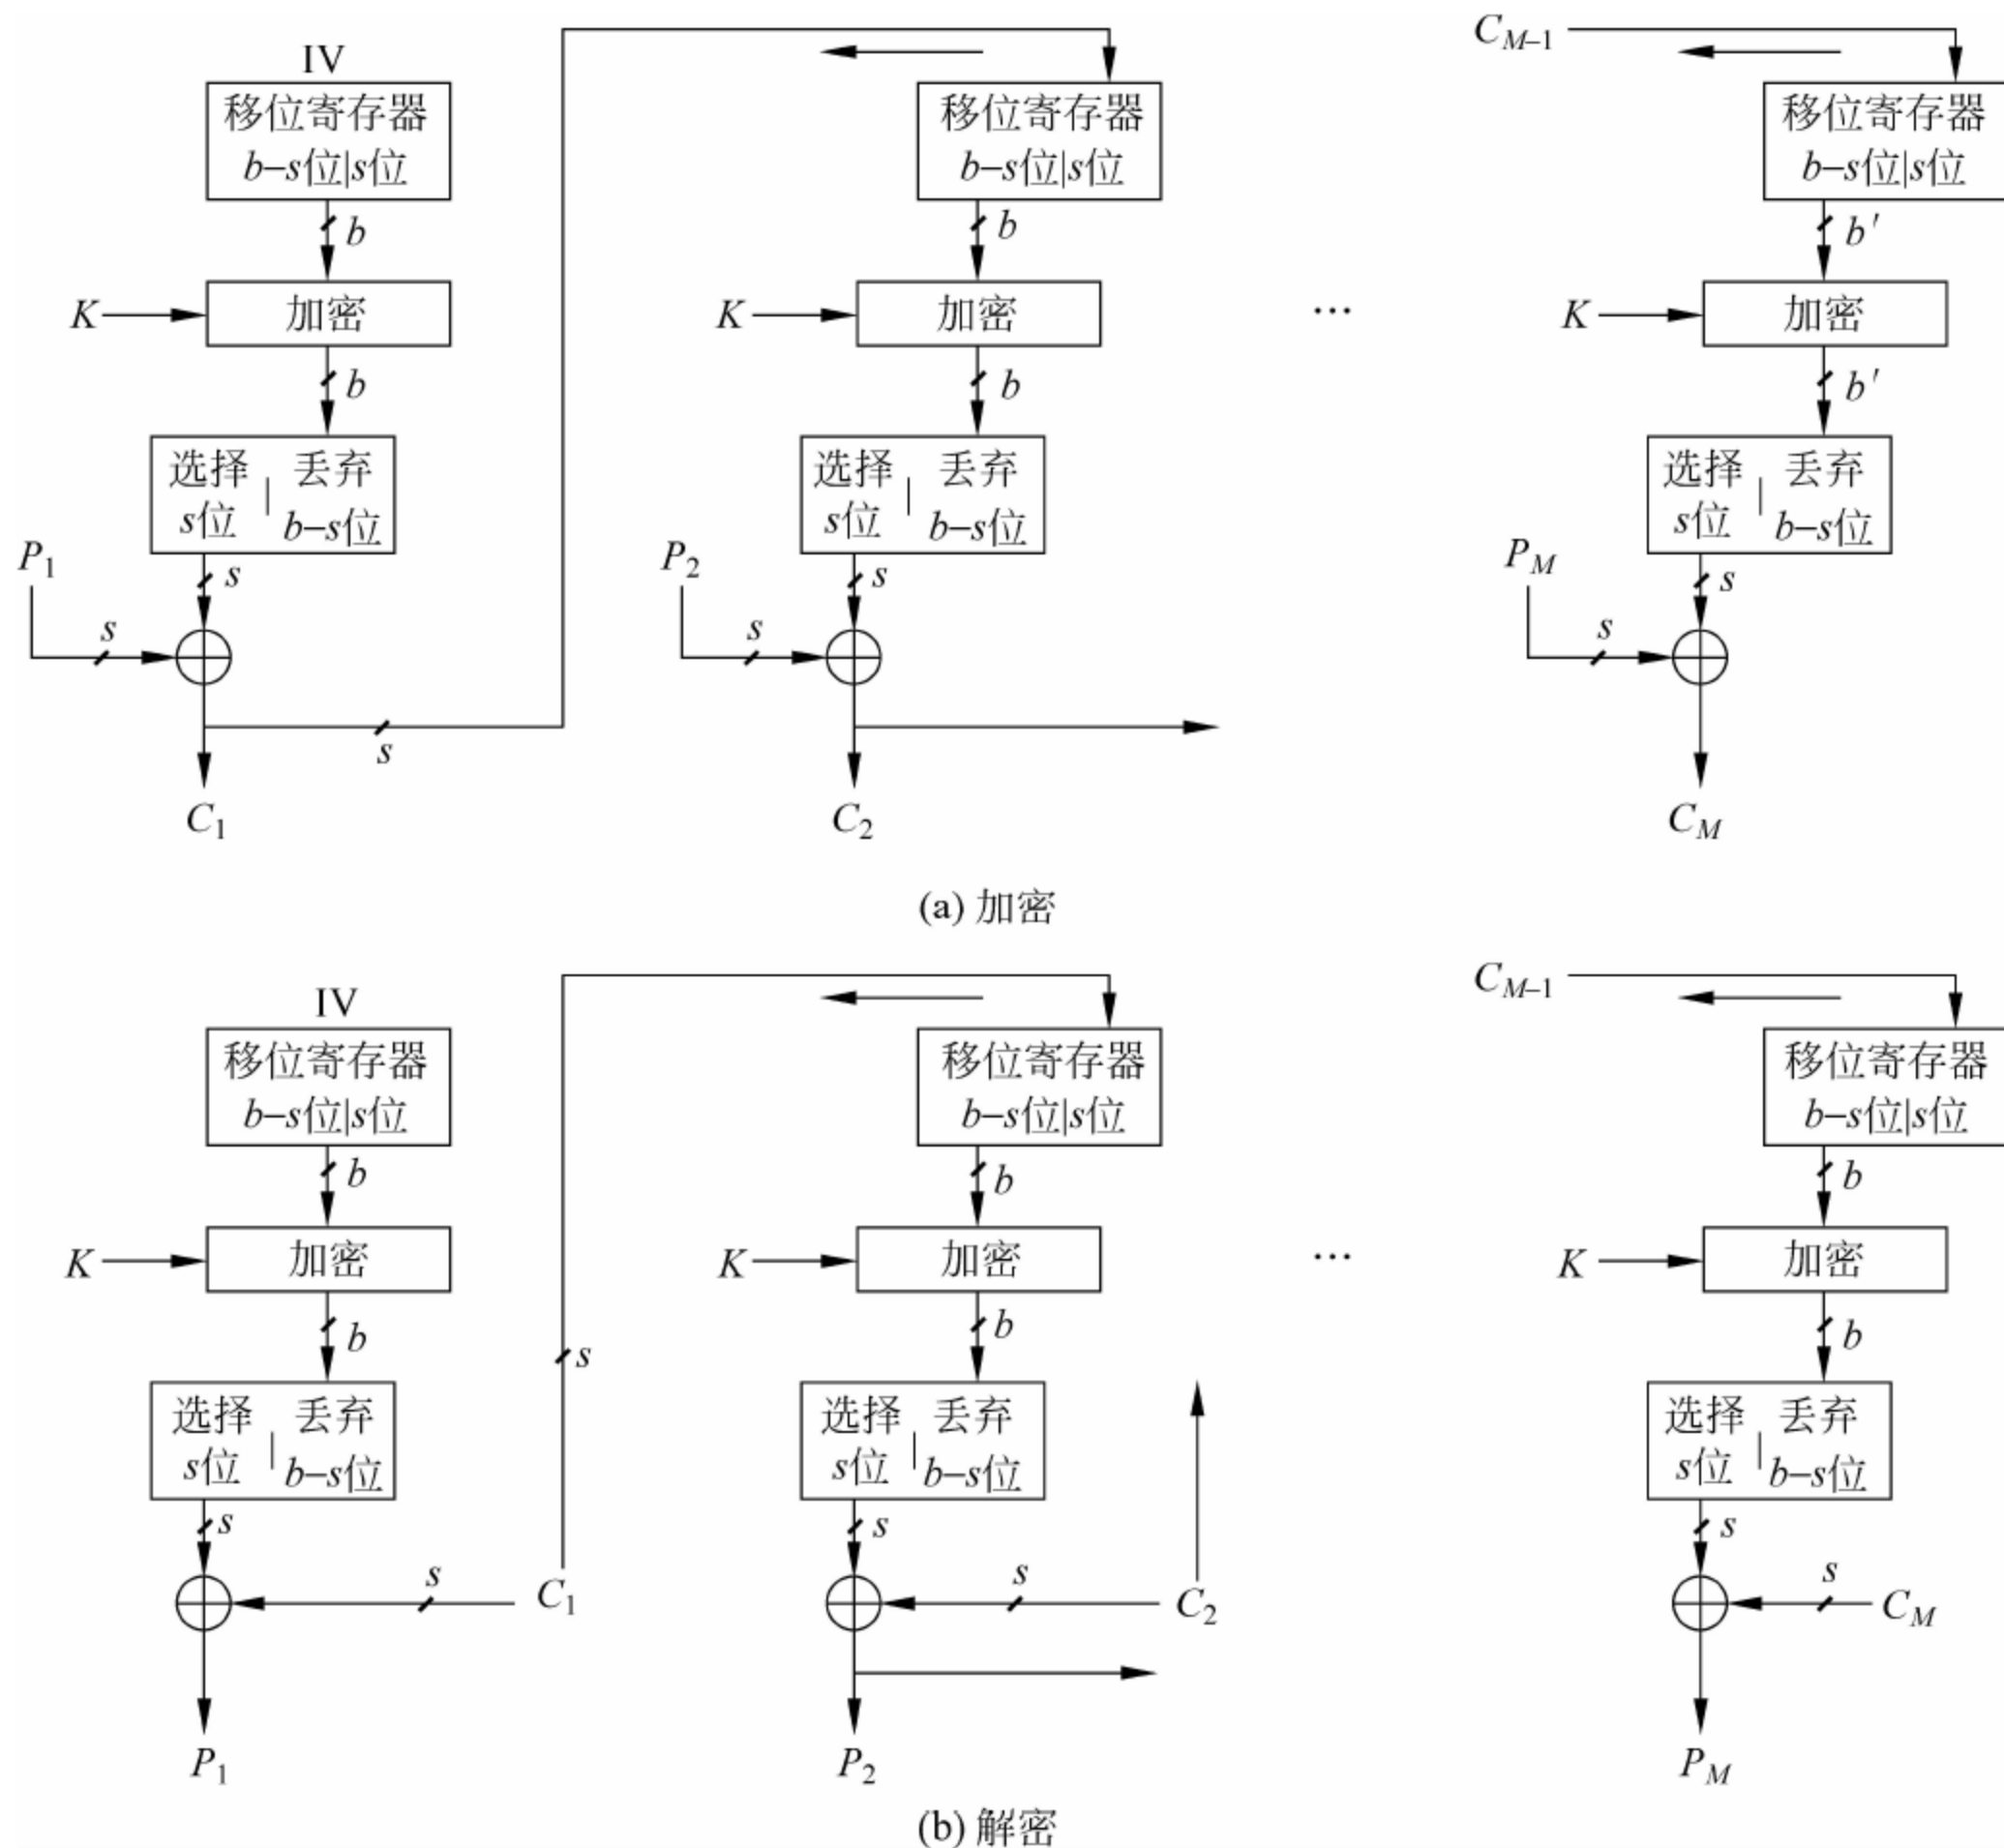 IV
C_{M-1}
移位寄存器
b–s位|s位
移位寄存器
b–s位|s位
移位寄存器
b–s位|s位
b
b
b′
K
加密
K
加密
…
K
加密
b
b
b′
选择 | 丢弃
s位 b–s位
选择 | 丢弃
s位 b–s位
选择 | 丢弃
s位 b–s位
P₁
s
P₂
s
P_M
s
s
s
s
s
C₁
C₂
C_M
(a) 加密
IV
C_{M-1}
移位寄存器
b–s位|s位
移位寄存器
b–s位|s位
移位寄存器
b–s位|s位
b
b
b
K
加密
K
加密
…
K
加密
b
s
b
b
选择 | 丢弃
s位 b–s位
选择 | 丢弃
s位 b–s位
选择 | 丢弃
s位 b–s位
s
s
s
s
C₁
s
C₂
s
C_M
P₁
P₂
P_M
(b) 解密